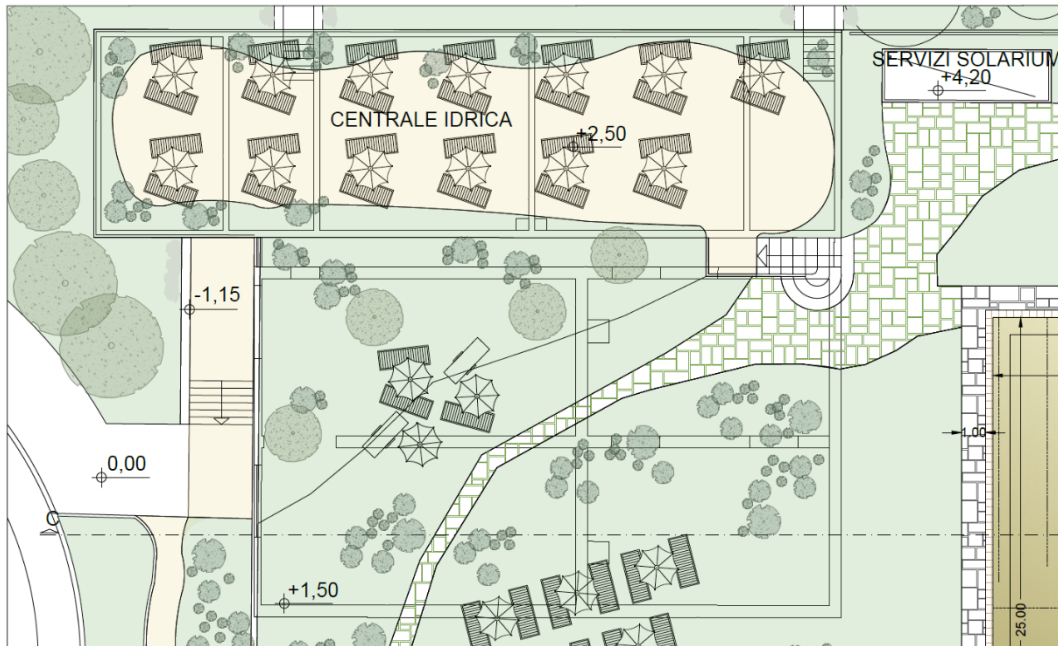 SERVIZI SOLARIUM
+4,20
CENTRALE IDRICA
+2,50
-1,15
1.00
0,00
C
+1,50
25.00